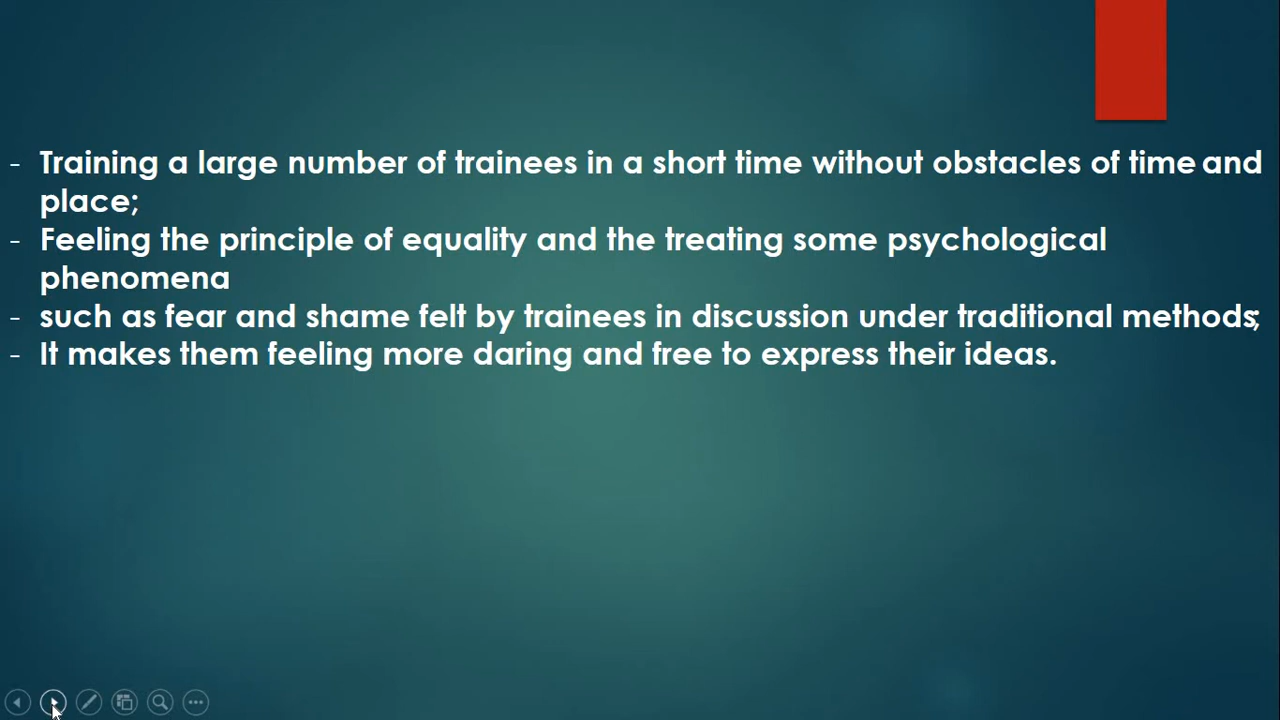 - Training a large number of trainees in a short time without obstacles of time and
place;
- Feeling the principle of equality and the treating some psychological
phenomena
- such as fear and shame felt by trainees in discussion under traditional methods;
- It makes them feeling more daring and free to express their ideas.